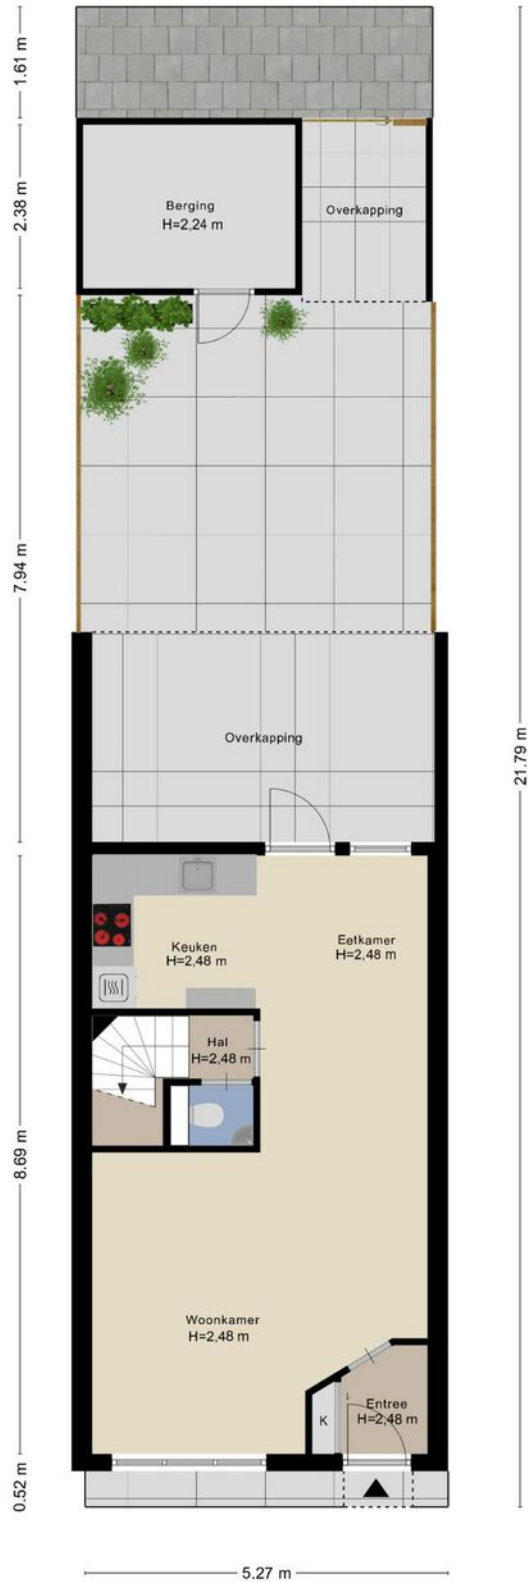 1.61 m
2.38 m
Berging
H=2,24 m
Overkapping
7.94 m
Overkapping
21.79 m
Keuken
H=2,48 m
Eetkamer
H=2,48 m
Hal
H=2,48 m
8.69 m
Woonkamer
H=2,48 m
Entree
H=2,48 m
K
0.52 m
5.27 m